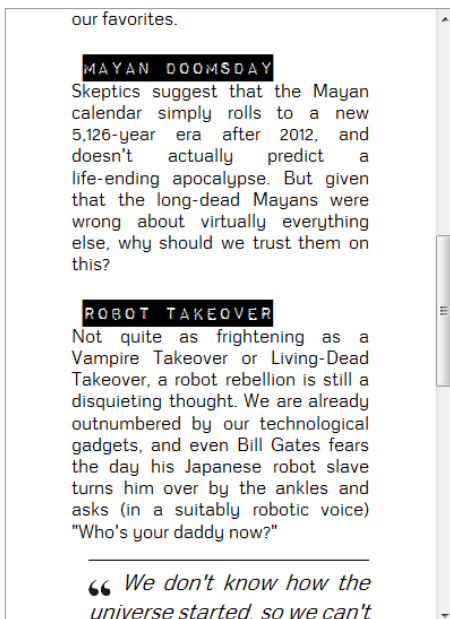 our favorites.
MAYAN DOOMSDAY
Skeptics suggest that the Mayan
calendar simply rolls to a new
5,126-year era after 2012, and
doesn't actually predict a
life-ending apocalypse. But given
that the long-dead Mayans were
wrong about virtually everything
else, why should we trust them on
this?
ROBOT TAKEOVER
Not quite as frightening as a
Vampire Takeover or Living-Dead
Takeover, a robot rebellion is still a
disquieting thought. We are already
outnumbered by our technological
gadgets, and even Bill Gates fears
the day his Japanese robot slave
turns him over by the ankles and
asks (in a suitably robotic voice)
"Who's your daddy now?"
“ We don't know how the
universe started, so we can't